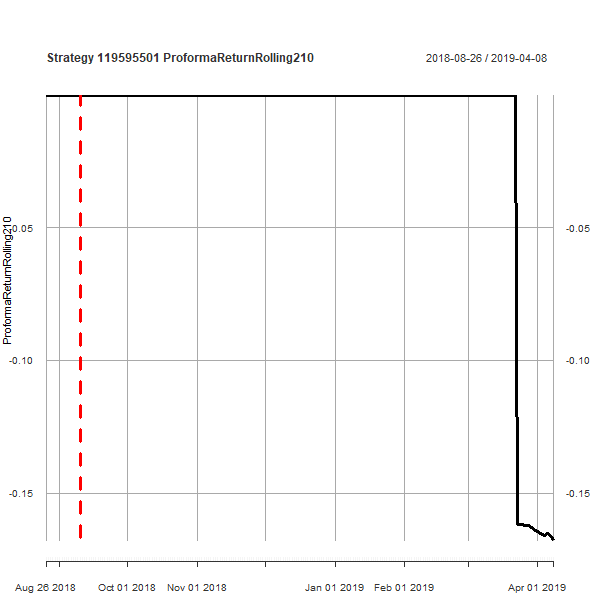 Strategy 119595501 ProformaReturnRolling210
2018-08-26 / 2019-04-08
ProformaReturnRolling210
-0.05
-0.05
-0.10
-0.10
-0.15
-0.15
Aug 26 2018
Oct 01 2018
Nov 01 2018
Jan 01 2019
Feb 01 2019
Apr 01 2019